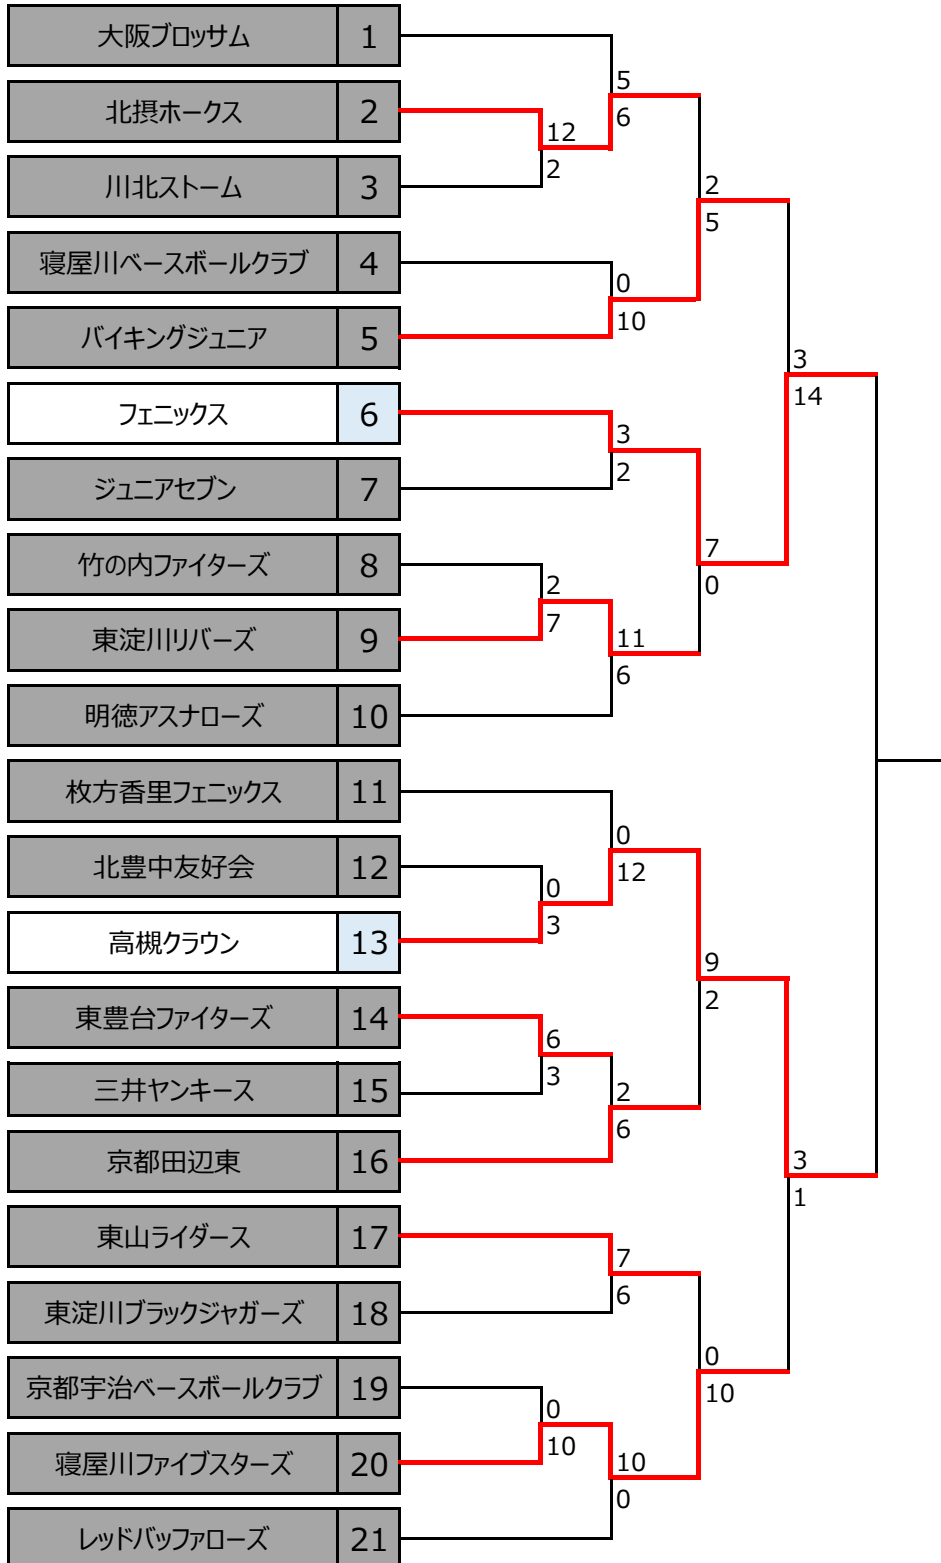 大阪ブロッサム 1
5
北摂ホークス 2
6
12
川北ストーム 3
2
2
5
寝屋川ベースボールクラブ 4
0
10
バイキングジュニア 5
3
14
フェニックス 6
3
2
ジュニアセブン 7
7
0
竹の内ファイターズ 8
2
7
東淀川リバーズ 9
11
6
明徳アスナローズ 10
枚方香里フェニックス 11
0
12
北豊中友好会 12
0
3
高槻クラウン 13
9
2
東豊台ファイターズ 14
6
3
三井ヤンキース 15
2
6
京都田辺東 16
3
1
東山ライダース 17
7
6
東淀川ブラックジャガーズ 18
0
10
京都宇治ベースボールクラブ 19
0
10
寝屋川ファイブスターズ 20
10
0
レッドバッファローズ 21